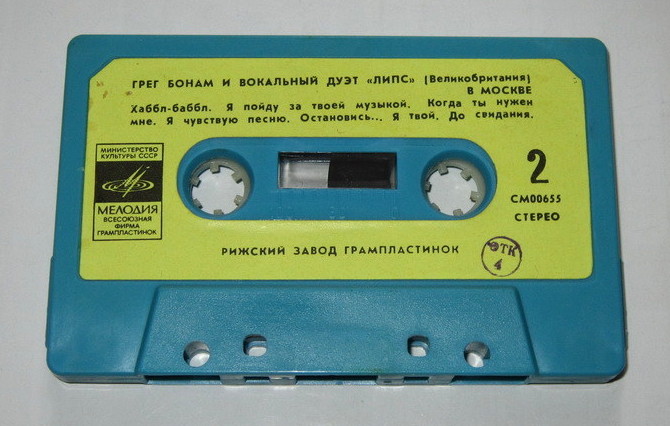 ГРЕГ БОНАМ И ВОКАЛЬНЫЙ ДУЭТ «ЛИПС» (Великобритания)
В МОСКВЕ
Хаббл-баббл. Я пойду за твоей музыкой. Когда ты нужен
мне. Я чувствую песню. Остановись... Я твой. До свидания.
МИНИСТЕРСТВО
КУЛЬТУРЫ СССР
МЕЛОДИЯ
ВСЕСОЮЗНАЯ
ФИРМА
ГРАМПЛАСТИНОК
2
СМ00655
СТЕРЕО
РИЖСКИЙ ЗАВОД ГРАМПЛАСТИНОК
ОТК
4